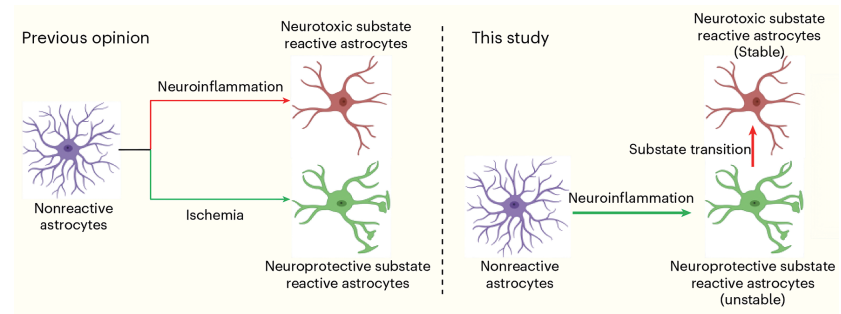 Previous opinion
Neurotoxic substate
reactive astrocytes
Neuroinflammation
Nonreactive
astrocytes
Ischemia
Neuroprotective substate
reactive astrocytes
This study
Neurotoxic substate
reactive astrocytes
(Stable)
Substate transition
Neuroinflammation
Nonreactive
astrocytes
Neuroprotective substate
reactive astrocytes
(unstable)